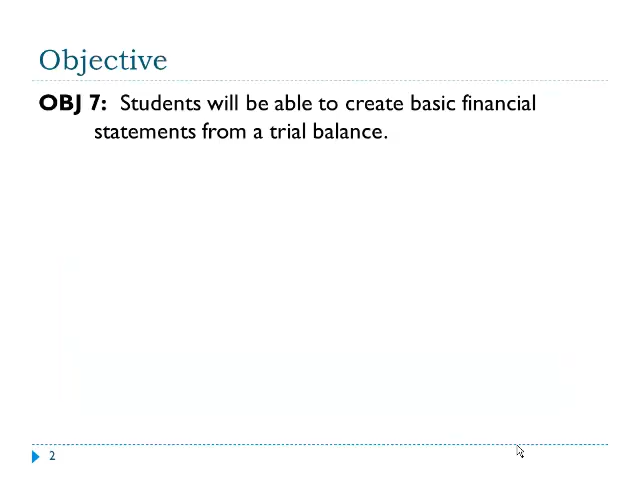 Objective
OBJ 7: Students will be able to create basic financial
statements from a trial balance.
2